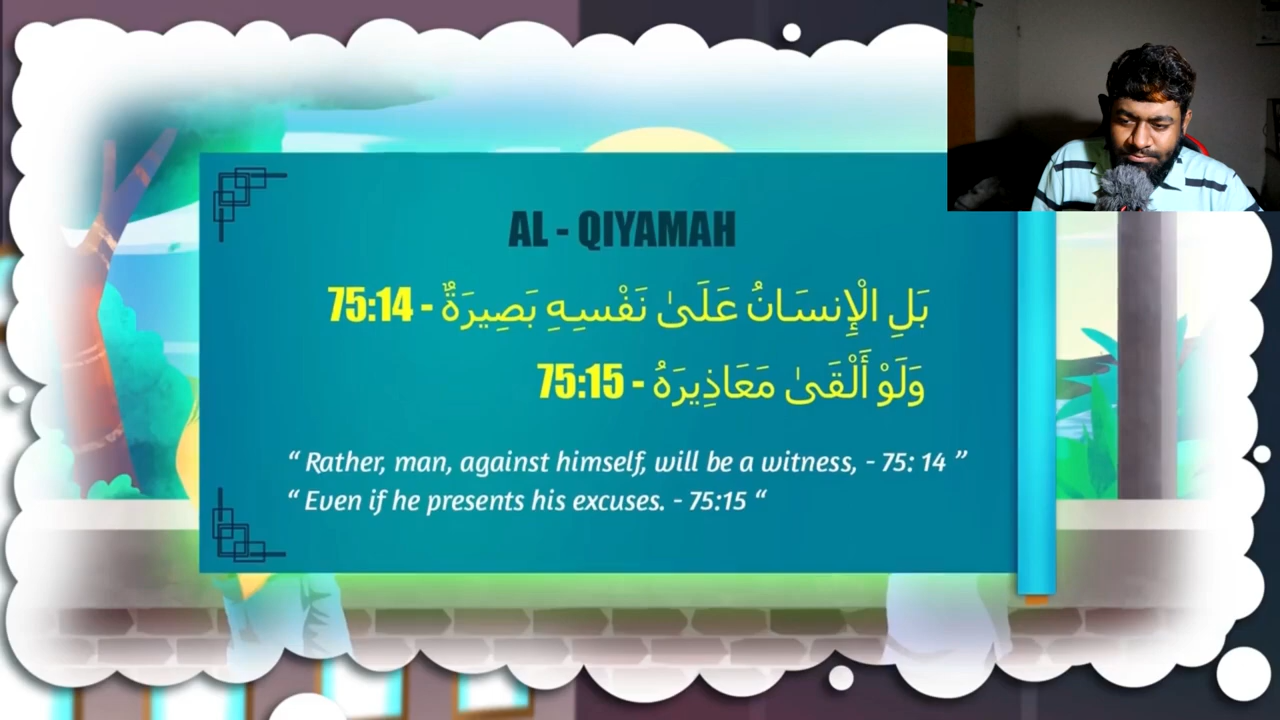 AL - QIYAMAH
بَلِ الْإِنسَانُ عَلَىٰ نَفْسِهِ بَصِيرَةٌ - 75:14
وَلَوْ أَلْقَىٰ مَعَاذِيرَهُ - 75:15
“ Rather, man, against himself, will be a witness, - 75: 14 ”
“ Even if he presents his excuses. - 75:15 “